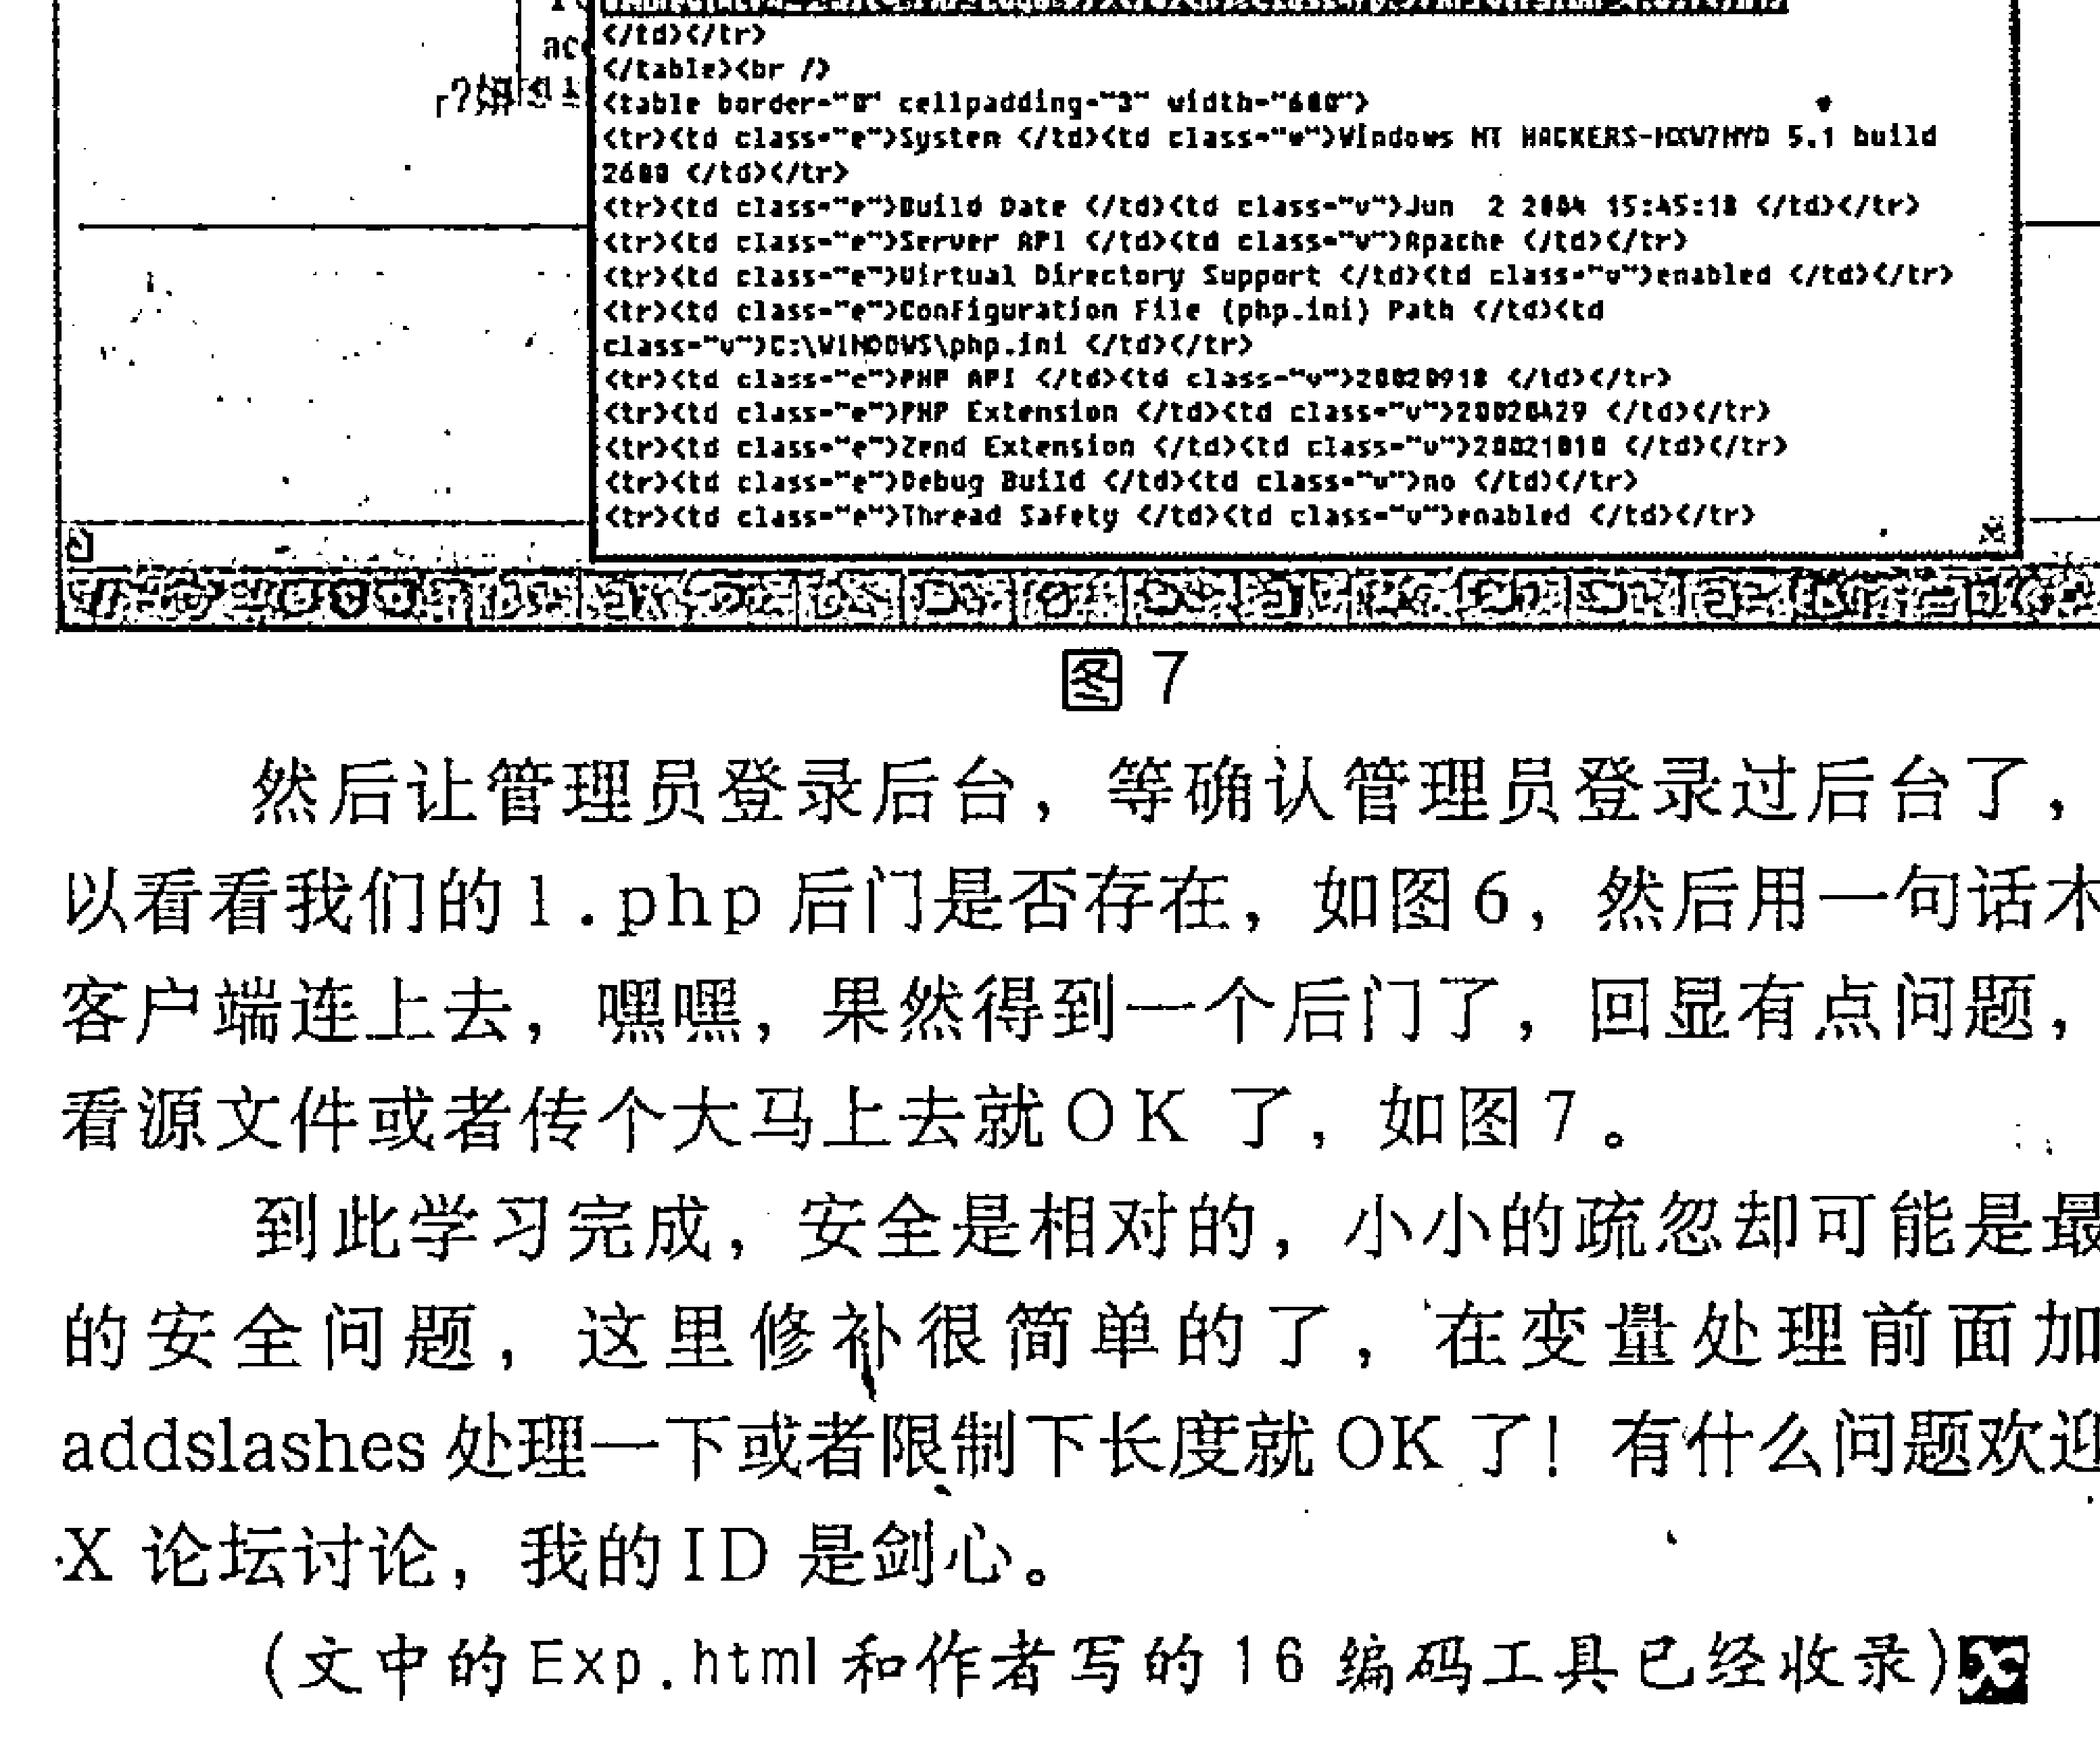 </td></tr>
</table><br />
<table border="0" cellpadding="3" width="600">
<tr><td class="e">System </td><td class="v">Windows NT HACKERS- 5.1 build
2600 </td></tr>
<tr><td class="e">Build Date </td><td class="v">Jun  2 2004 15:45:18 </td></tr>
<tr><td class="e">Server API </td><td class="v">Apache </td></tr>
<tr><td class="e">Virtual Directory Support </td><td class="v">enabled </td></tr>
<tr><td class="e">Configuration File (php.ini) Path </td><td
class="v">C:\WINDOWS\php.ini </td></tr>
<tr><td class="e">PHP API </td><td class="v">20020918 </td></tr>
<tr><td class="e">PHP Extension </td><td class="v">20020429 </td></tr>
<tr><td class="e">Zend Extension </td><td class="v">20021010 </td></tr>
<tr><td class="e">Debug Build </td><td class="v">no </td></tr>
<tr><td class="e">Thread Safety </td><td class="v">enabled </td></tr>
图 7
然后让管理员登录后台，等确认管理员登录过后台了，
以看看我们的1.php后门是否存在，如图6，然后用一句话木
客户端连上去，嘿嘿，果然得到一个后门了，回显有点问题，
看源文件或者传个大马上去就OK 了，如图7。
到此学习完成，安全是相对的，小小的疏忽却可能是最
的安全问题，这里修补很简单的了，在变量处理前面加
addslashes处理一下或者限制下长度就OK了！有什么问题欢迎
X 论坛讨论，我的ID 是剑心。
(文中的Exp.html和作者写的16编码工具已经收录)